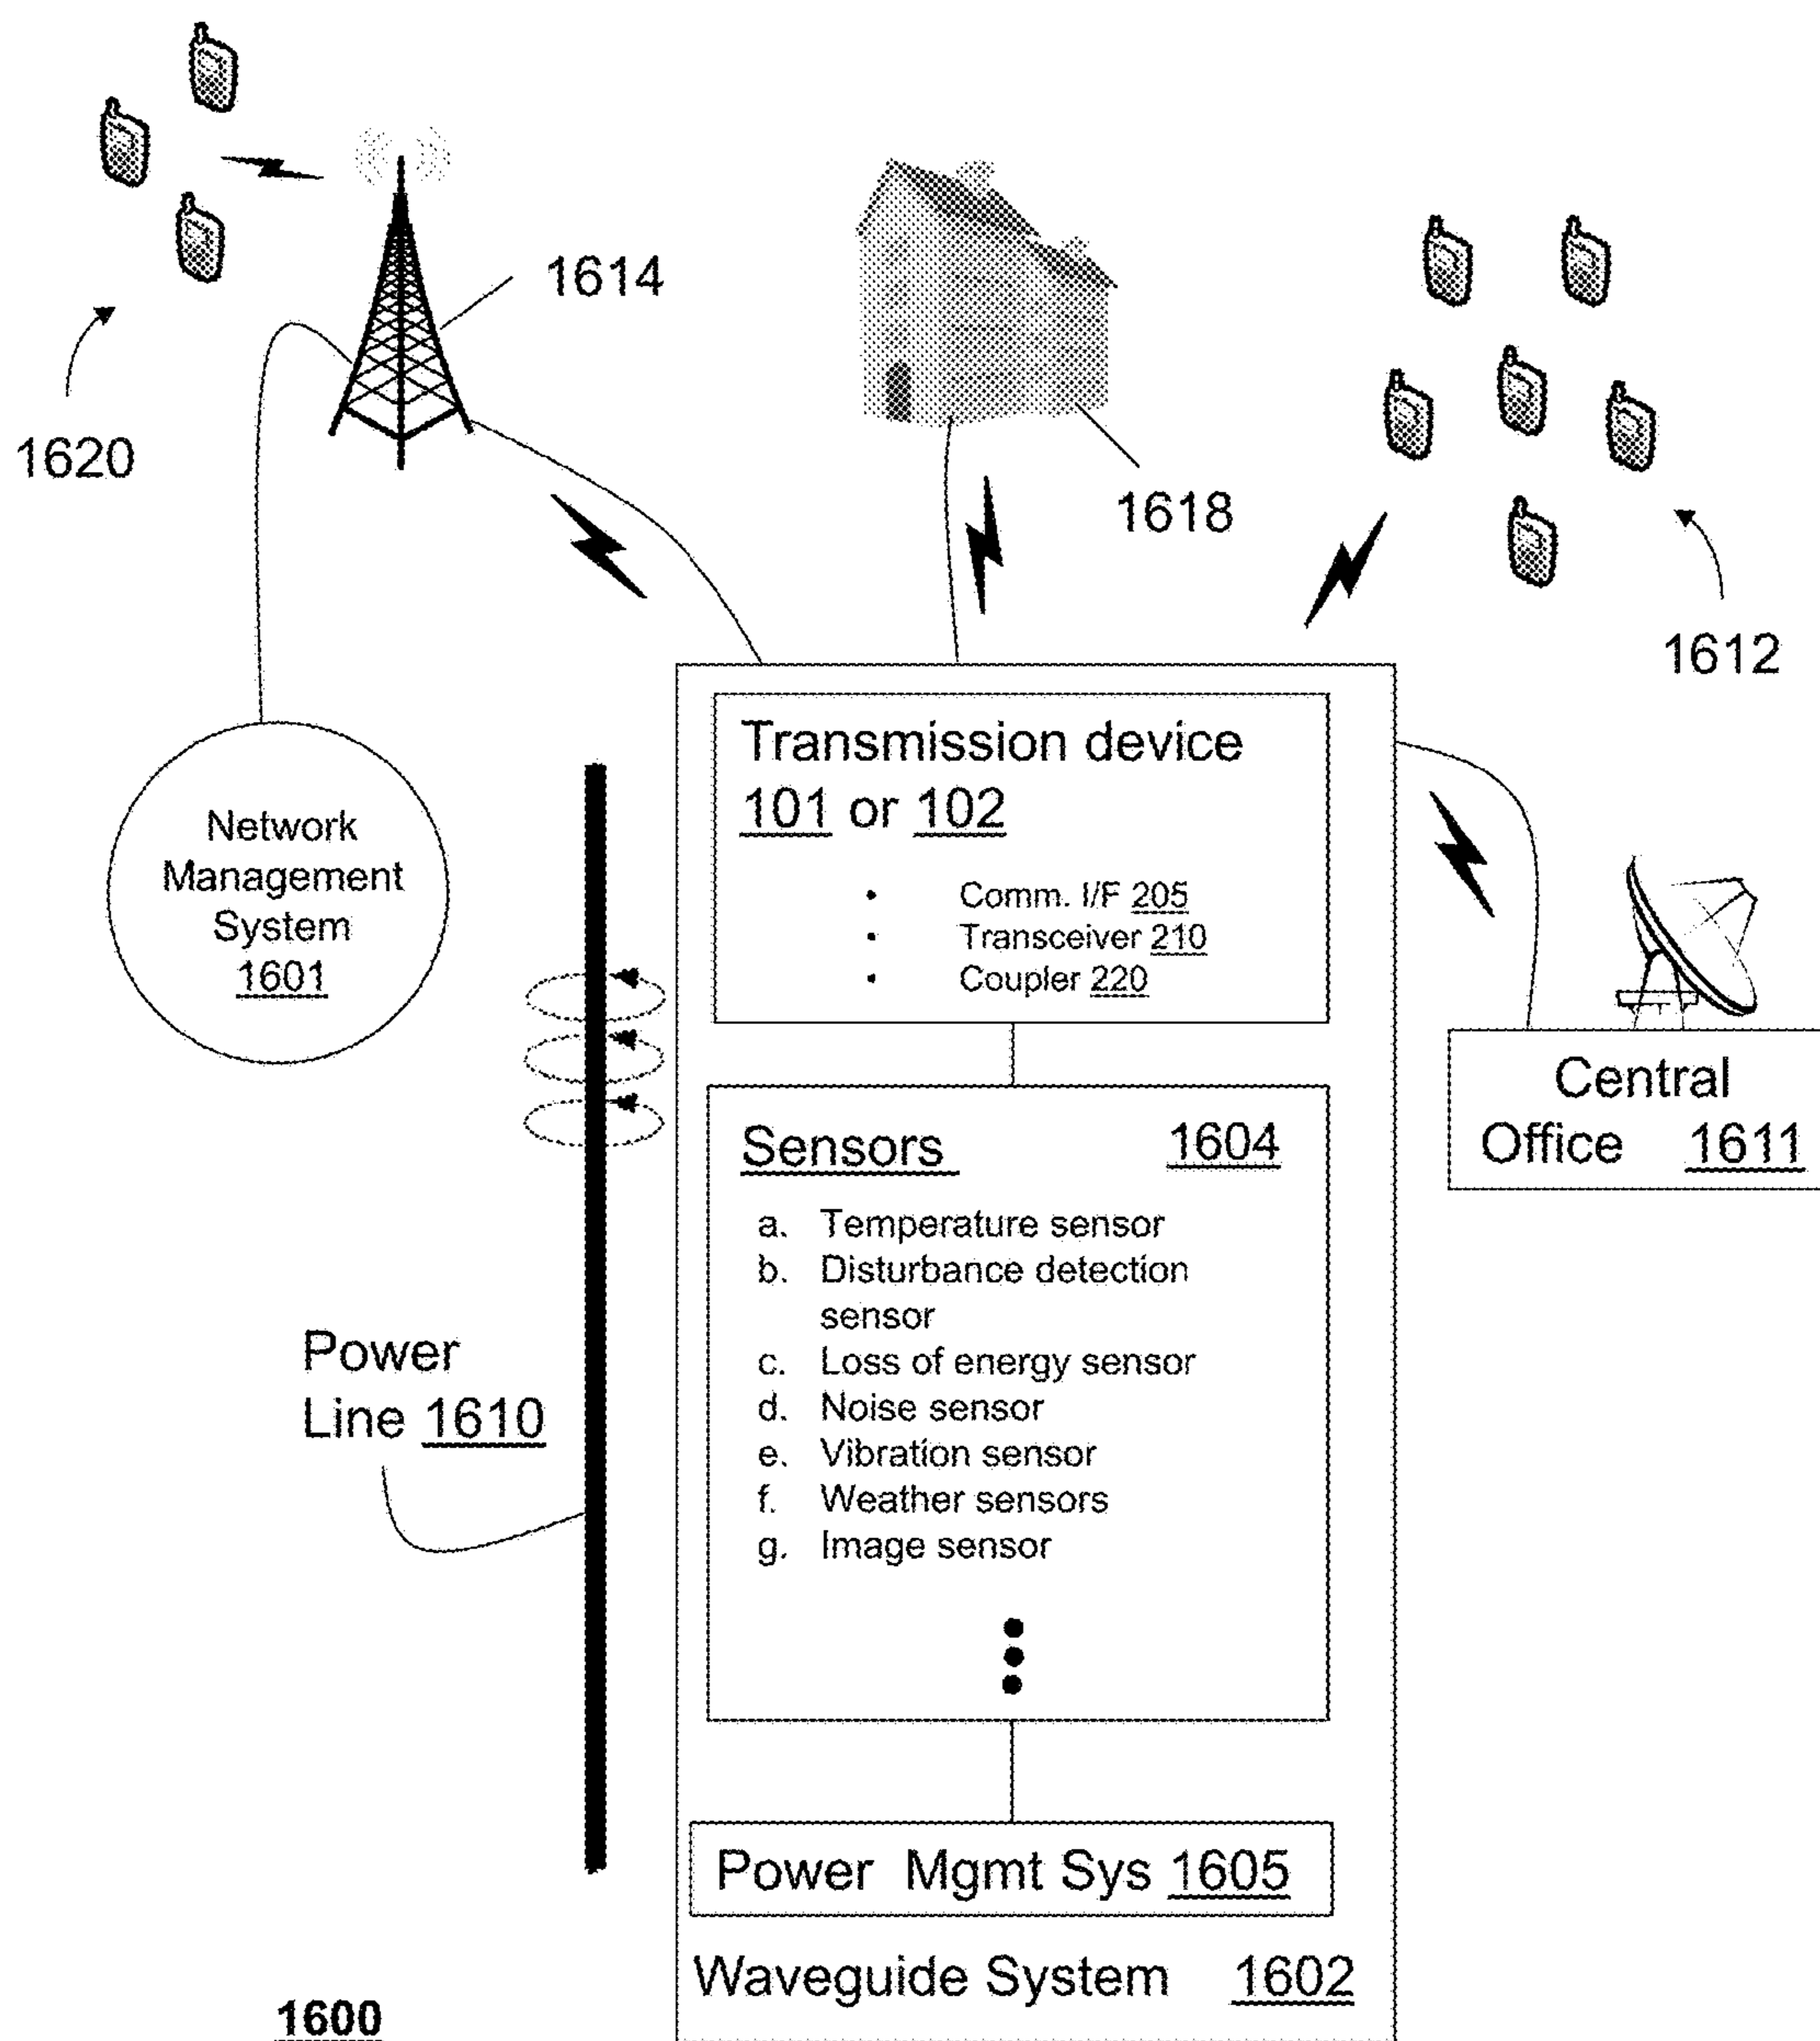 1614
1620
1618
1612
Transmission device
101 or 102
• Comm. I/F 205
• Transceiver 210
• Coupler 220
Network
Management
System
1601
Central
Office 1611
Sensors 1604
a. Temperature sensor
b. Disturbance detection
sensor
c. Loss of energy sensor
d. Noise sensor
e. Vibration sensor
f. Weather sensors
g. Image sensor
Power
Line 1610
Power Mgmt Sys 1605
Waveguide System 1602
1600